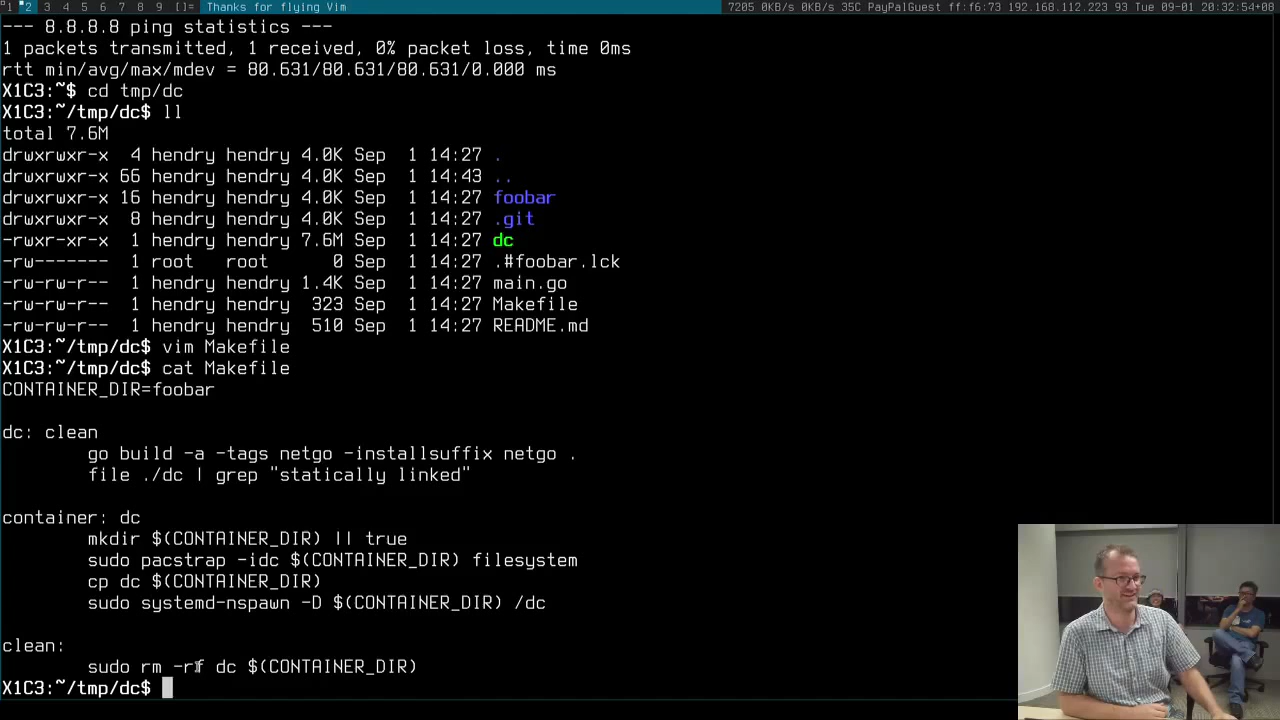 1 2 3 4 5 6 7 8 9 []= Thanks for flying Vim 7205 0KB/s 0KB/s 35C PayPalGuest ff:f6:73 192.168.112.223 93 Tue 09-01 20:32:54+08
--- 8.8.8.8 ping statistics ---
1 packets transmitted, 1 received, 0% packet loss, time 0ms
rtt min/avg/max/mdev = 80.631/80.631/80.631/0.000 ms
X1C3:~$ cd tmp/dc
X1C3:~/tmp/dc$ ll
total 7.6M
drwxrwxr-x  4 hendry hendry 4.0K Sep  1 14:27 .
drwxrwxr-x 66 hendry hendry 4.0K Sep  1 14:43 ..
drwxrwxr-x 16 hendry hendry 4.0K Sep  1 14:27 foobar
drwxrwxr-x  8 hendry hendry 4.0K Sep  1 14:27 .git
-rwxr-xr-x  1 hendry hendry 7.6M Sep  1 14:27 dc
-rw-------  1 root   root      0 Sep  1 14:27 .#foobar.lck
-rw-rw-r--  1 hendry hendry 1.4K Sep  1 14:27 main.go
-rw-rw-r--  1 hendry hendry  323 Sep  1 14:27 Makefile
-rw-rw-r--  1 hendry hendry  510 Sep  1 14:27 README.md
X1C3:~/tmp/dc$ vim Makefile
X1C3:~/tmp/dc$ cat Makefile
CONTAINER_DIR=foobar
dc: clean
go build -a -tags netgo -installsuffix netgo .
file ./dc | grep "statically linked"
container: dc
mkdir $(CONTAINER_DIR) || true
sudo pacstrap -idc $(CONTAINER_DIR) filesystem
cp dc $(CONTAINER_DIR)
sudo systemd-nspawn -D $(CONTAINER_DIR) /dc
clean:
sudo rm -rf dc $(CONTAINER_DIR)
X1C3:~/tmp/dc$